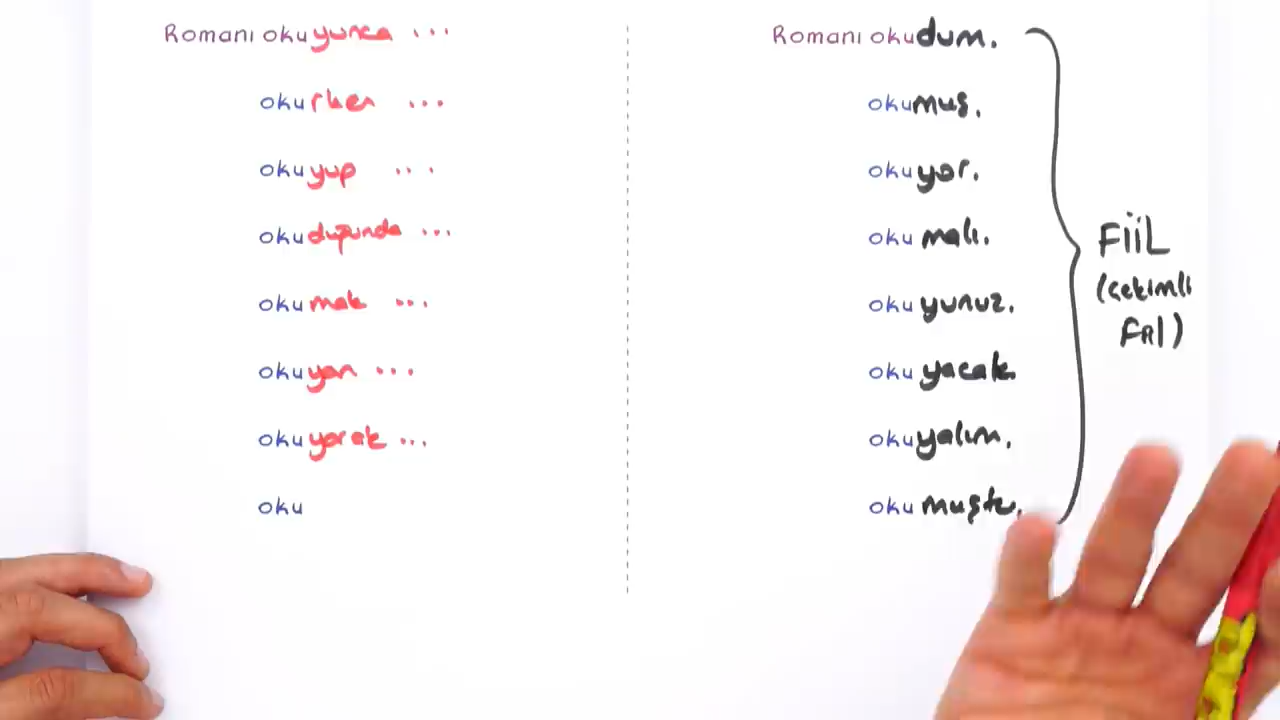 Romanı okuyunca ...
okurken ...
okuyup ...
okuduğunda ...
okumak ...
okuyan ...
okuyarak ...
oku
Romanı okudum.
okumuş.
okuyor.
okumalı.
okuyunuz.
okuyacak.
okuyalım.
okumuştu.
FİİL
(çekimli
fiil)